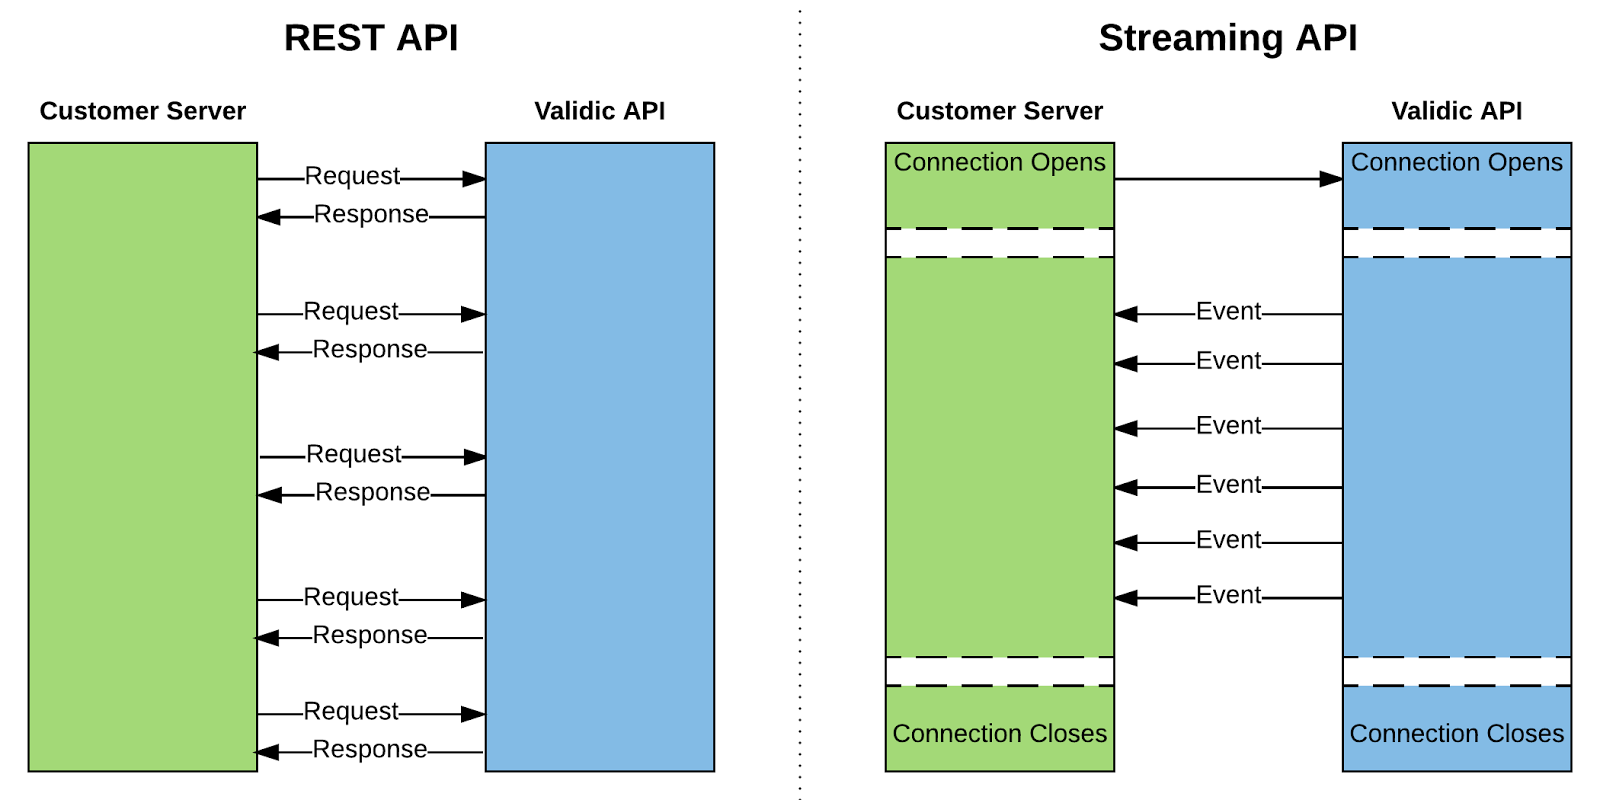 REST API
Customer Server
Validic API
Request
Response
Request
Response
Request
Response
Request
Response
Request
Response
Streaming API
Customer Server
Validic API
Connection Opens
Connection Opens
Event
Event
Event
Event
Event
Event
Connection Closes
Connection Closes